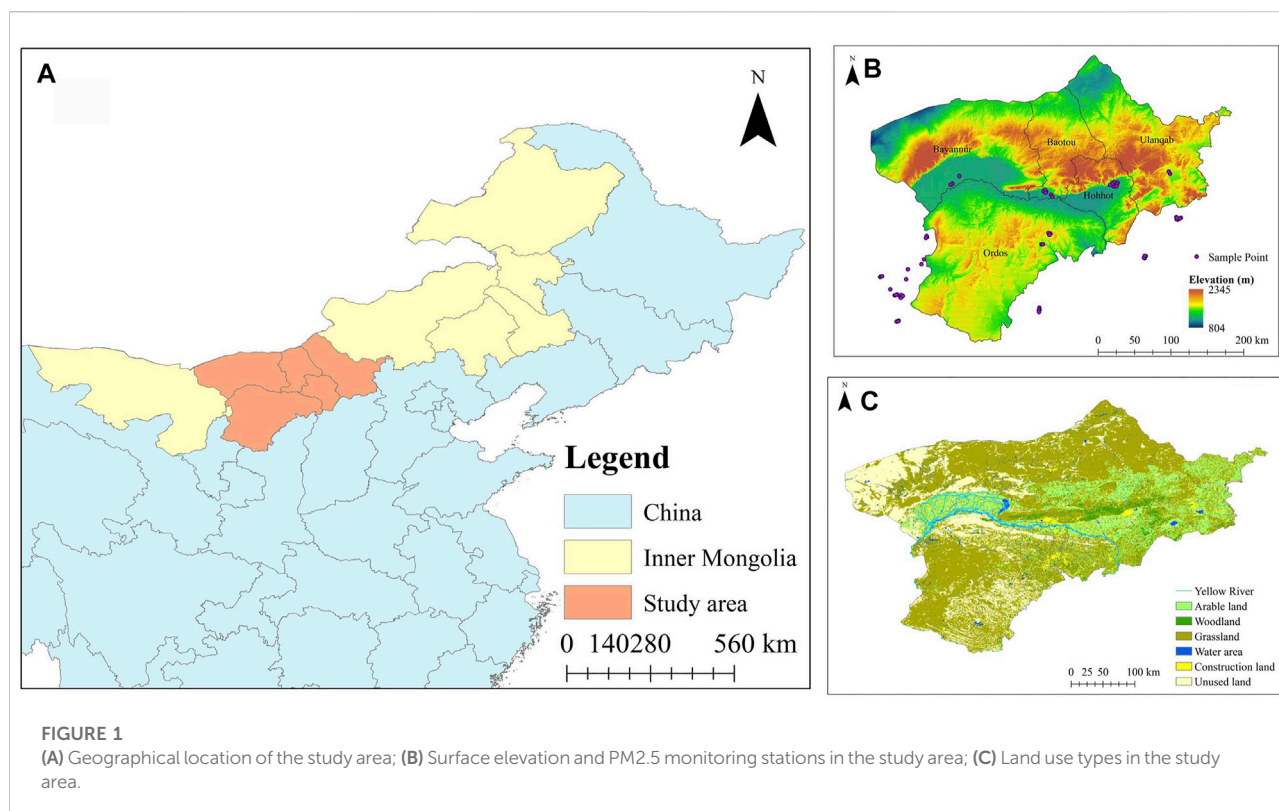 A
N
Legend
China
Inner Mongolia
Study area
0 140280 560 km
N
B
Bayannur
Baotou
Ulanqab
Hohhot
Ordos
Sample Point
Elevation (m)
2345
804
0 50 100 200 km
N
C
Yellow River
Arable land
Woodland
Grassland
Water area
Construction land
Unused land
0 25 50 100 km
FIGURE 1
(A) Geographical location of the study area; (B) Surface elevation and PM2.5 monitoring stations in the study area; (C) Land use types in the study
area.